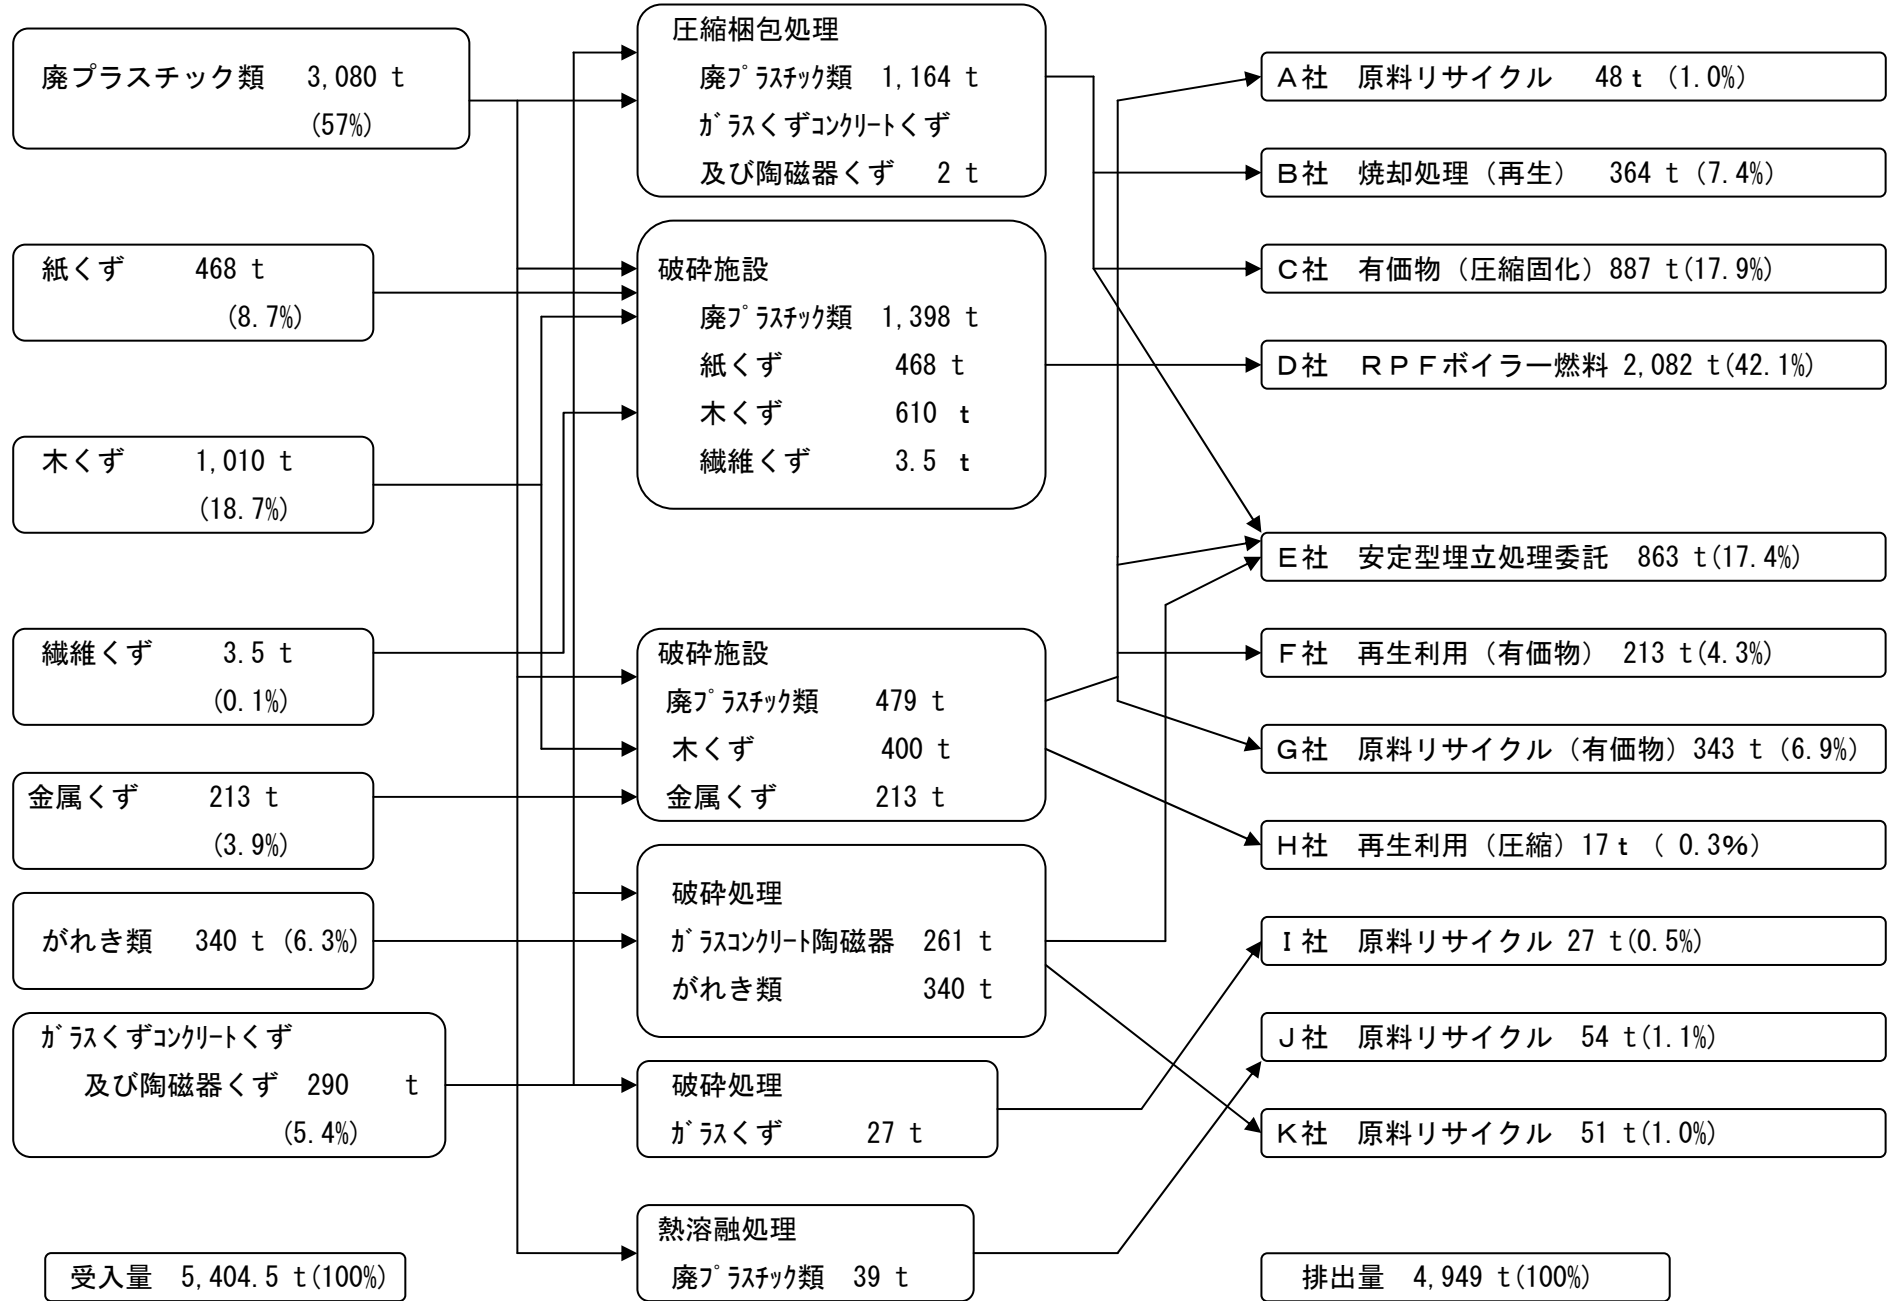 廃プラスチック類 3,080 t
(57%)
紙くず 468 t
(8.7%)
木くず 1,010 t
(18.7%)
繊維くず 3.5 t
(0.1%)
金属くず 213 t
(3.9%)
がれき類 340 t (6.3%)
ｶﾞﾗｽくずｺﾝｸﾘｰﾄくず
及び陶磁器くず 290 t
(5.4%)
受入量 5,404.5 t(100%)
圧縮梱包処理
廃ﾌﾟﾗｽﾁｯｸ類 1,164 t
ｶﾞﾗｽくずｺﾝｸﾘｰﾄくず
及び陶磁器くず 2 t
破砕施設
廃ﾌﾟﾗｽﾁｯｸ類 1,398 t
紙くず 468 t
木くず 610 ｔ
繊維くず 3.5 ｔ
破砕施設
廃ﾌﾟﾗｽﾁｯｸ類 479 t
木くず 400 t
金属くず 213 t
破砕処理
ｶﾞﾗｽｺﾝｸﾘｰﾄ陶磁器 261 t
がれき類 340 t
破砕処理
ｶﾞﾗｽくず 27 t
熱溶融処理
廃ﾌﾟﾗｽﾁｯｸ類 39 t
Ａ社 原料リサイクル 48ｔ (1.0%)
Ｂ社 焼却処理（再生） 364 t (7.4%)
Ｃ社 有価物（圧縮固化）887 t(17.9%)
Ｄ社 ＲＰＦボイラー燃料 2,082 t(42.1%)
Ｅ社 安定型埋立処理委託 863 t(17.4%)
Ｆ社 再生利用（有価物） 213 t(4.3%)
Ｇ社 原料リサイクル（有価物）343 t (6.9%)
Ｈ社 再生利用（圧縮）17ｔ ( 0.3％)
Ｉ社 原料リサイクル 27 t(0.5%)
Ｊ社 原料リサイクル 54 t(1.1%)
Ｋ社 原料リサイクル 51 t(1.0%)
排出量 4,949 t(100%)